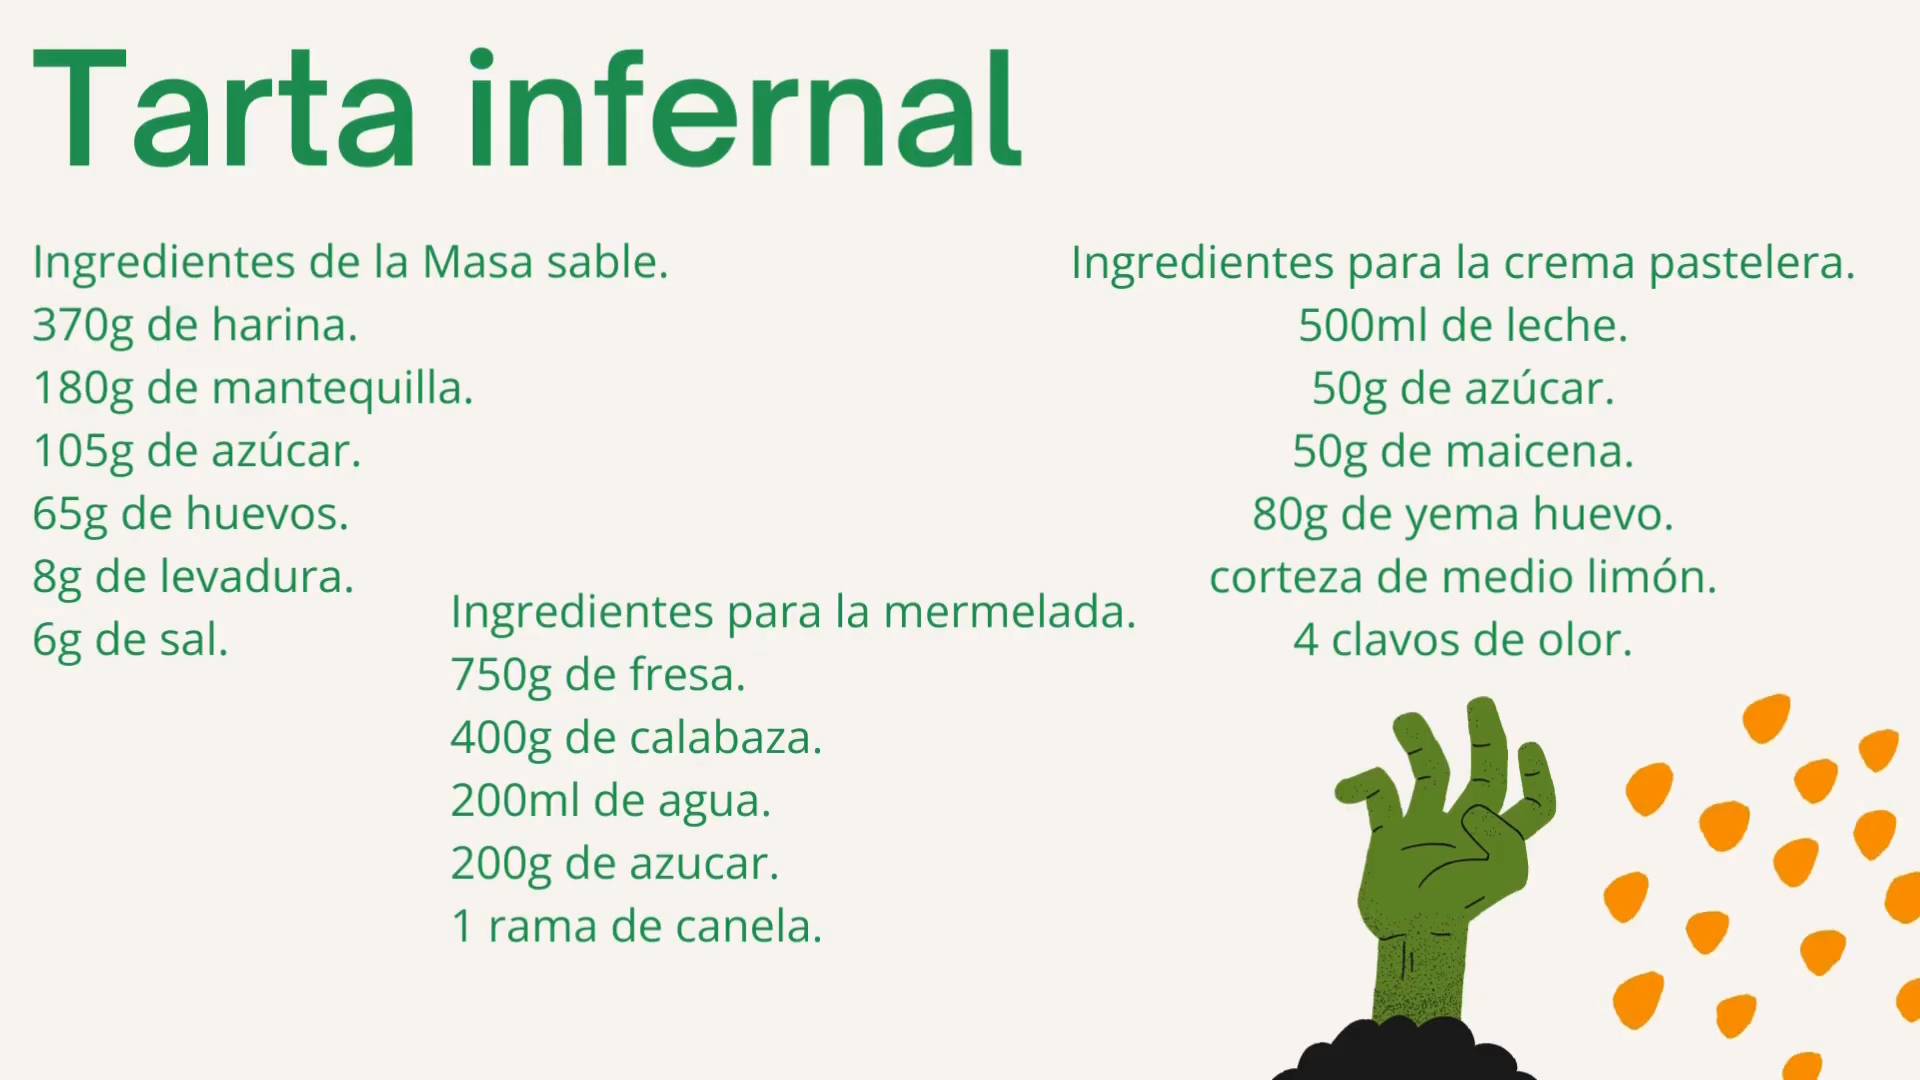 Tarta infernal
Ingredientes de la Masa sable.
370g de harina.
180g de mantequilla.
105g de azúcar.
65g de huevos.
8g de levadura.
6g de sal.
Ingredientes para la mermelada.
750g de fresa.
400g de calabaza.
200ml de agua.
200g de azucar.
1 rama de canela.
Ingredientes para la crema pastelera.
500ml de leche.
50g de azúcar.
50g de maicena.
80g de yema huevo.
corteza de medio limón.
4 clavos de olor.